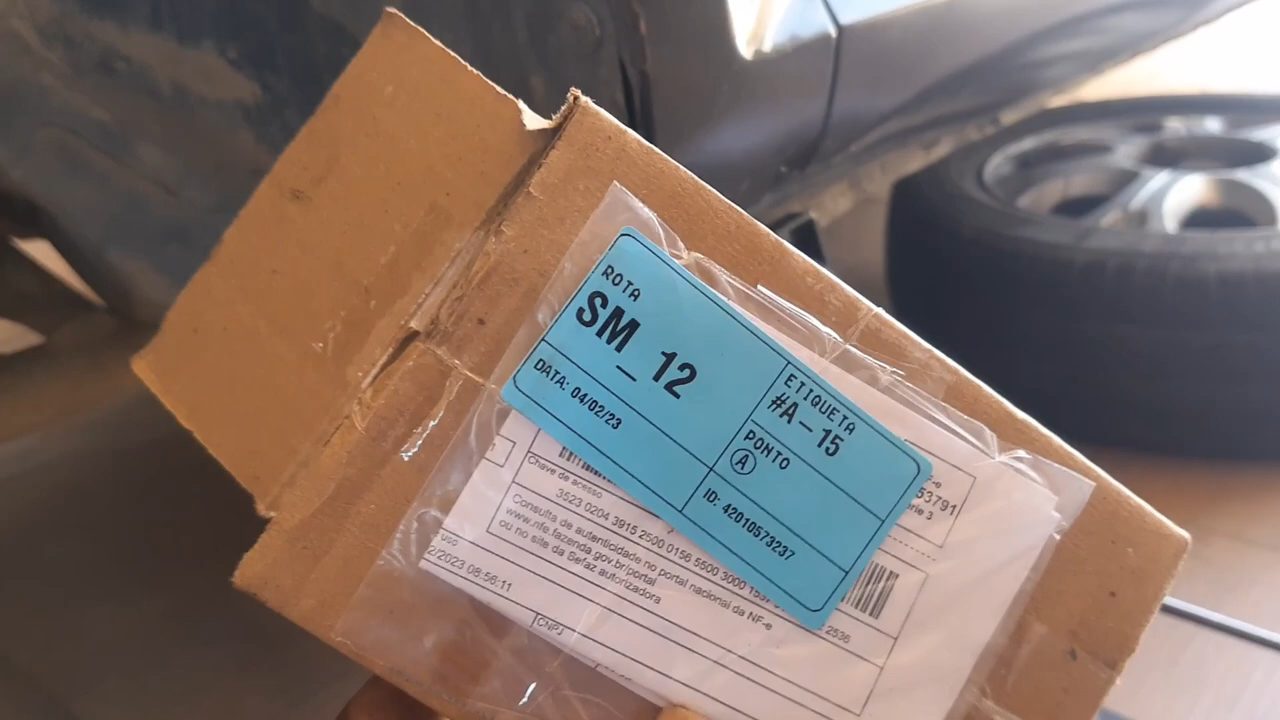 ROTA
SM_12
DATA: 04/02/23
ETIQUETA
#A-15
PONTO
A
ID: 42010573237
NF-e
53791
Chave de acesso
3523 0204 3915 2500 0156 5500 3000 2536
Consulta de autenticidade no portal nacional da NF-e
www.nfe.fazenda.gov.br/portal
ou no site da Sefaz autorizadora
2/2023 08:56:11
CNPJ